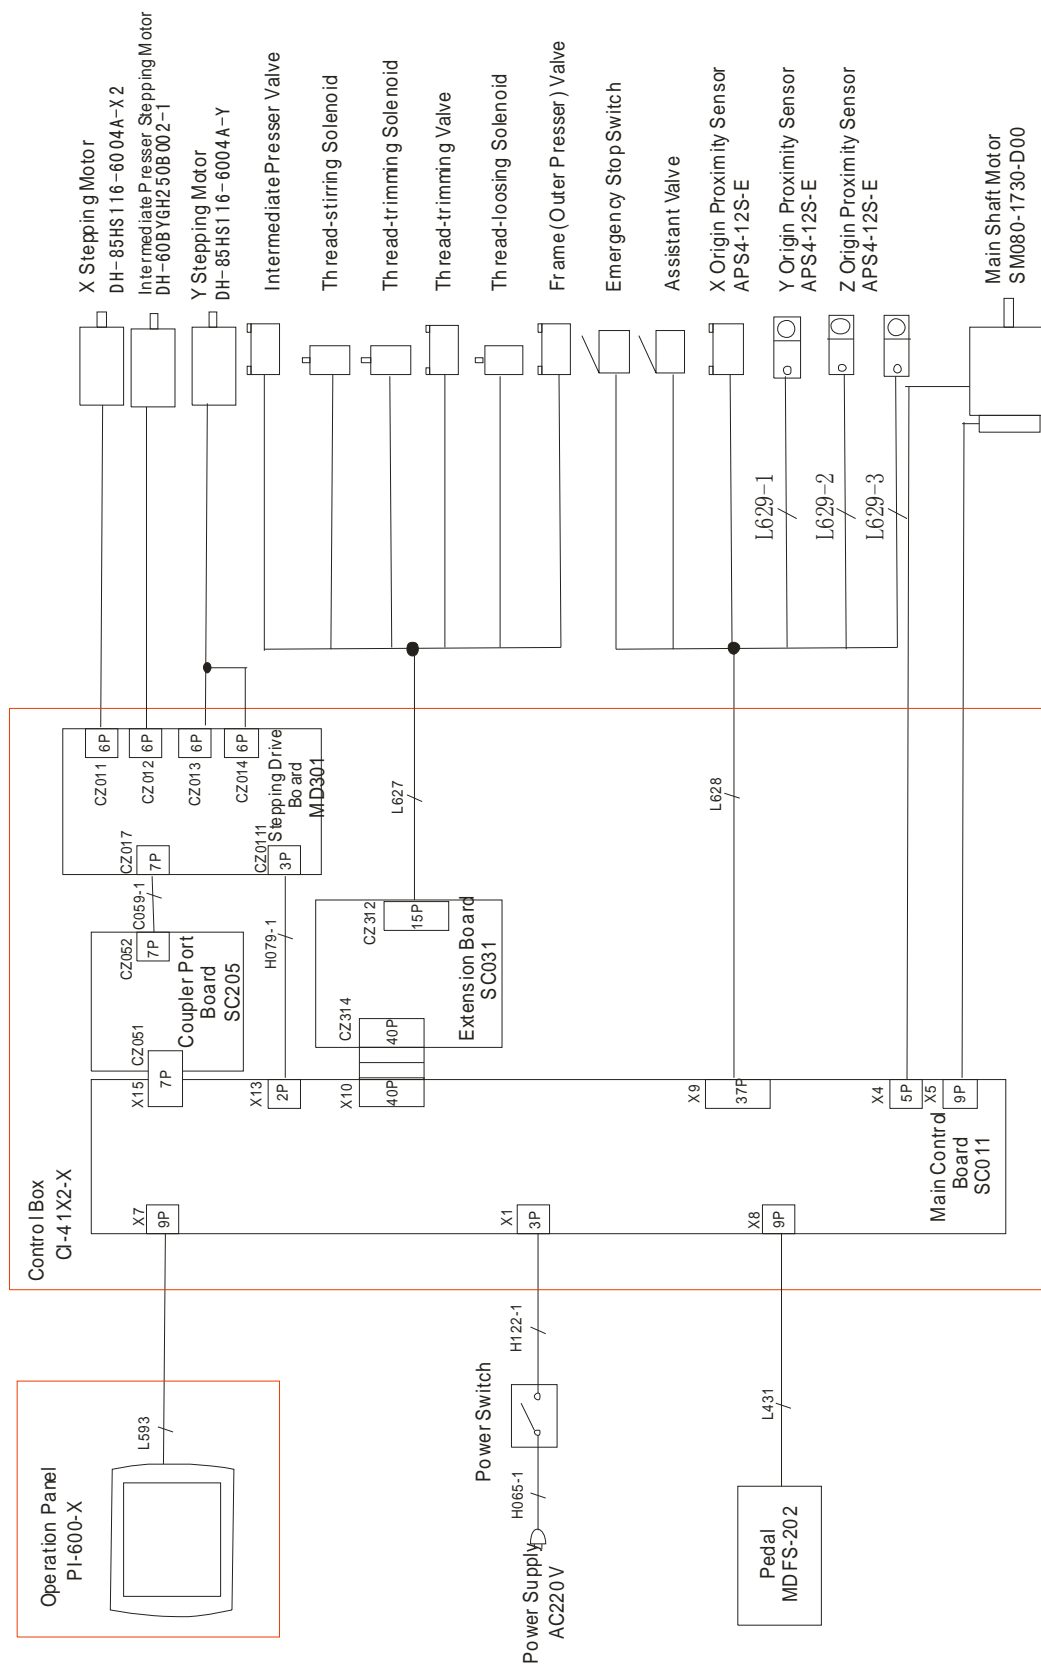 Operation Panel
PI-600-X
L593
Power Supply
AC220V
H065-1
Power Switch
H122-1
Pedal
MDFS-202
L431
Control Box
CI-41X2-X
X7
9P
X1
3P
X8
9P
Main Control
Board
SC011
X15
7P
CZ051
X13
2P
X10
40P
X9
37P
X4
5P
X5
9P
Coupler Port
Board
SC205
CZ052
7P
C059-1
H079-1
CZ314
40P
Extension Board
SC031
CZ312
15P
L627
L628
CZ017
7P
CZ0111
3P
Stepping Drive
Board
MD301
CZ011
6P
CZ012
6P
CZ013
6P
CZ014
6P
L629-1
L629-2
L629-3
X Stepping Motor
DH-85HS116-6004A-X2
Intermediate Presser Stepping Motor
DH-60BYGH250B002-1
Y Stepping Motor
DH-85HS116-6004A-Y
Intermediate Presser Valve
Thread-stirring Solenoid
Thread-trimming Solenoid
Thread-trimming Valve
Thread-loosing Solenoid
Frame(Outer Presser) Valve
Emergency Stop Switch
Assistant Valve
X Origin Proximity Sensor
APS4-12S-E
Y Origin Proximity Sensor
APS4-12S-E
Z Origin Proximity Sensor
APS4-12S-E
Main Shaft Motor
SM080-1730-D00